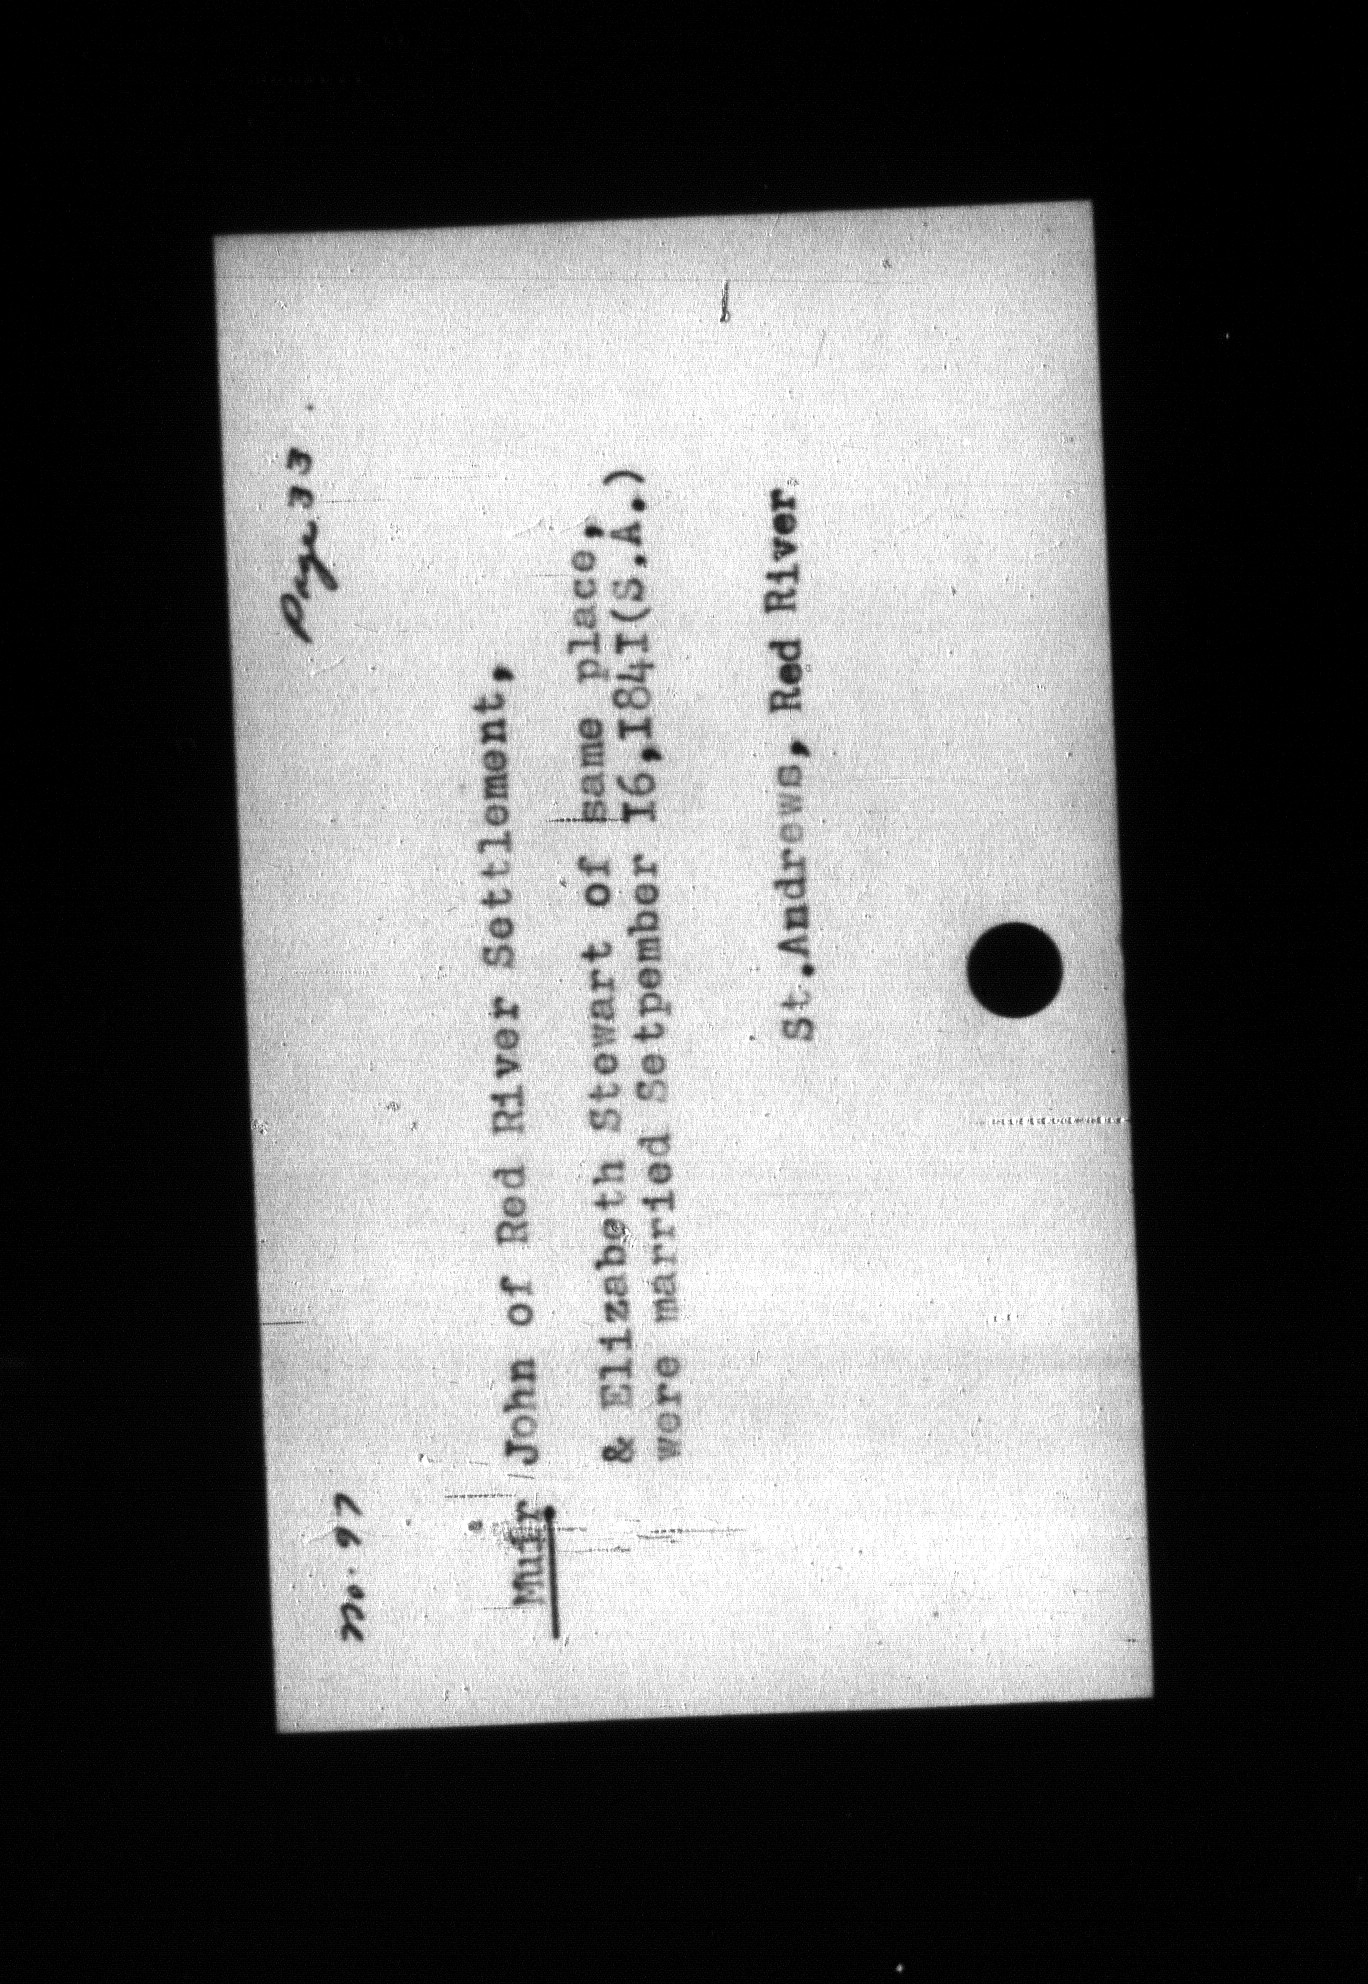 No. 97
Page 33.
Muir John of Red River Settlement,
& Elizabeth Stewart of same place,
were married Setpember I6,I84I(S.A.)
St.Andrews, Red River